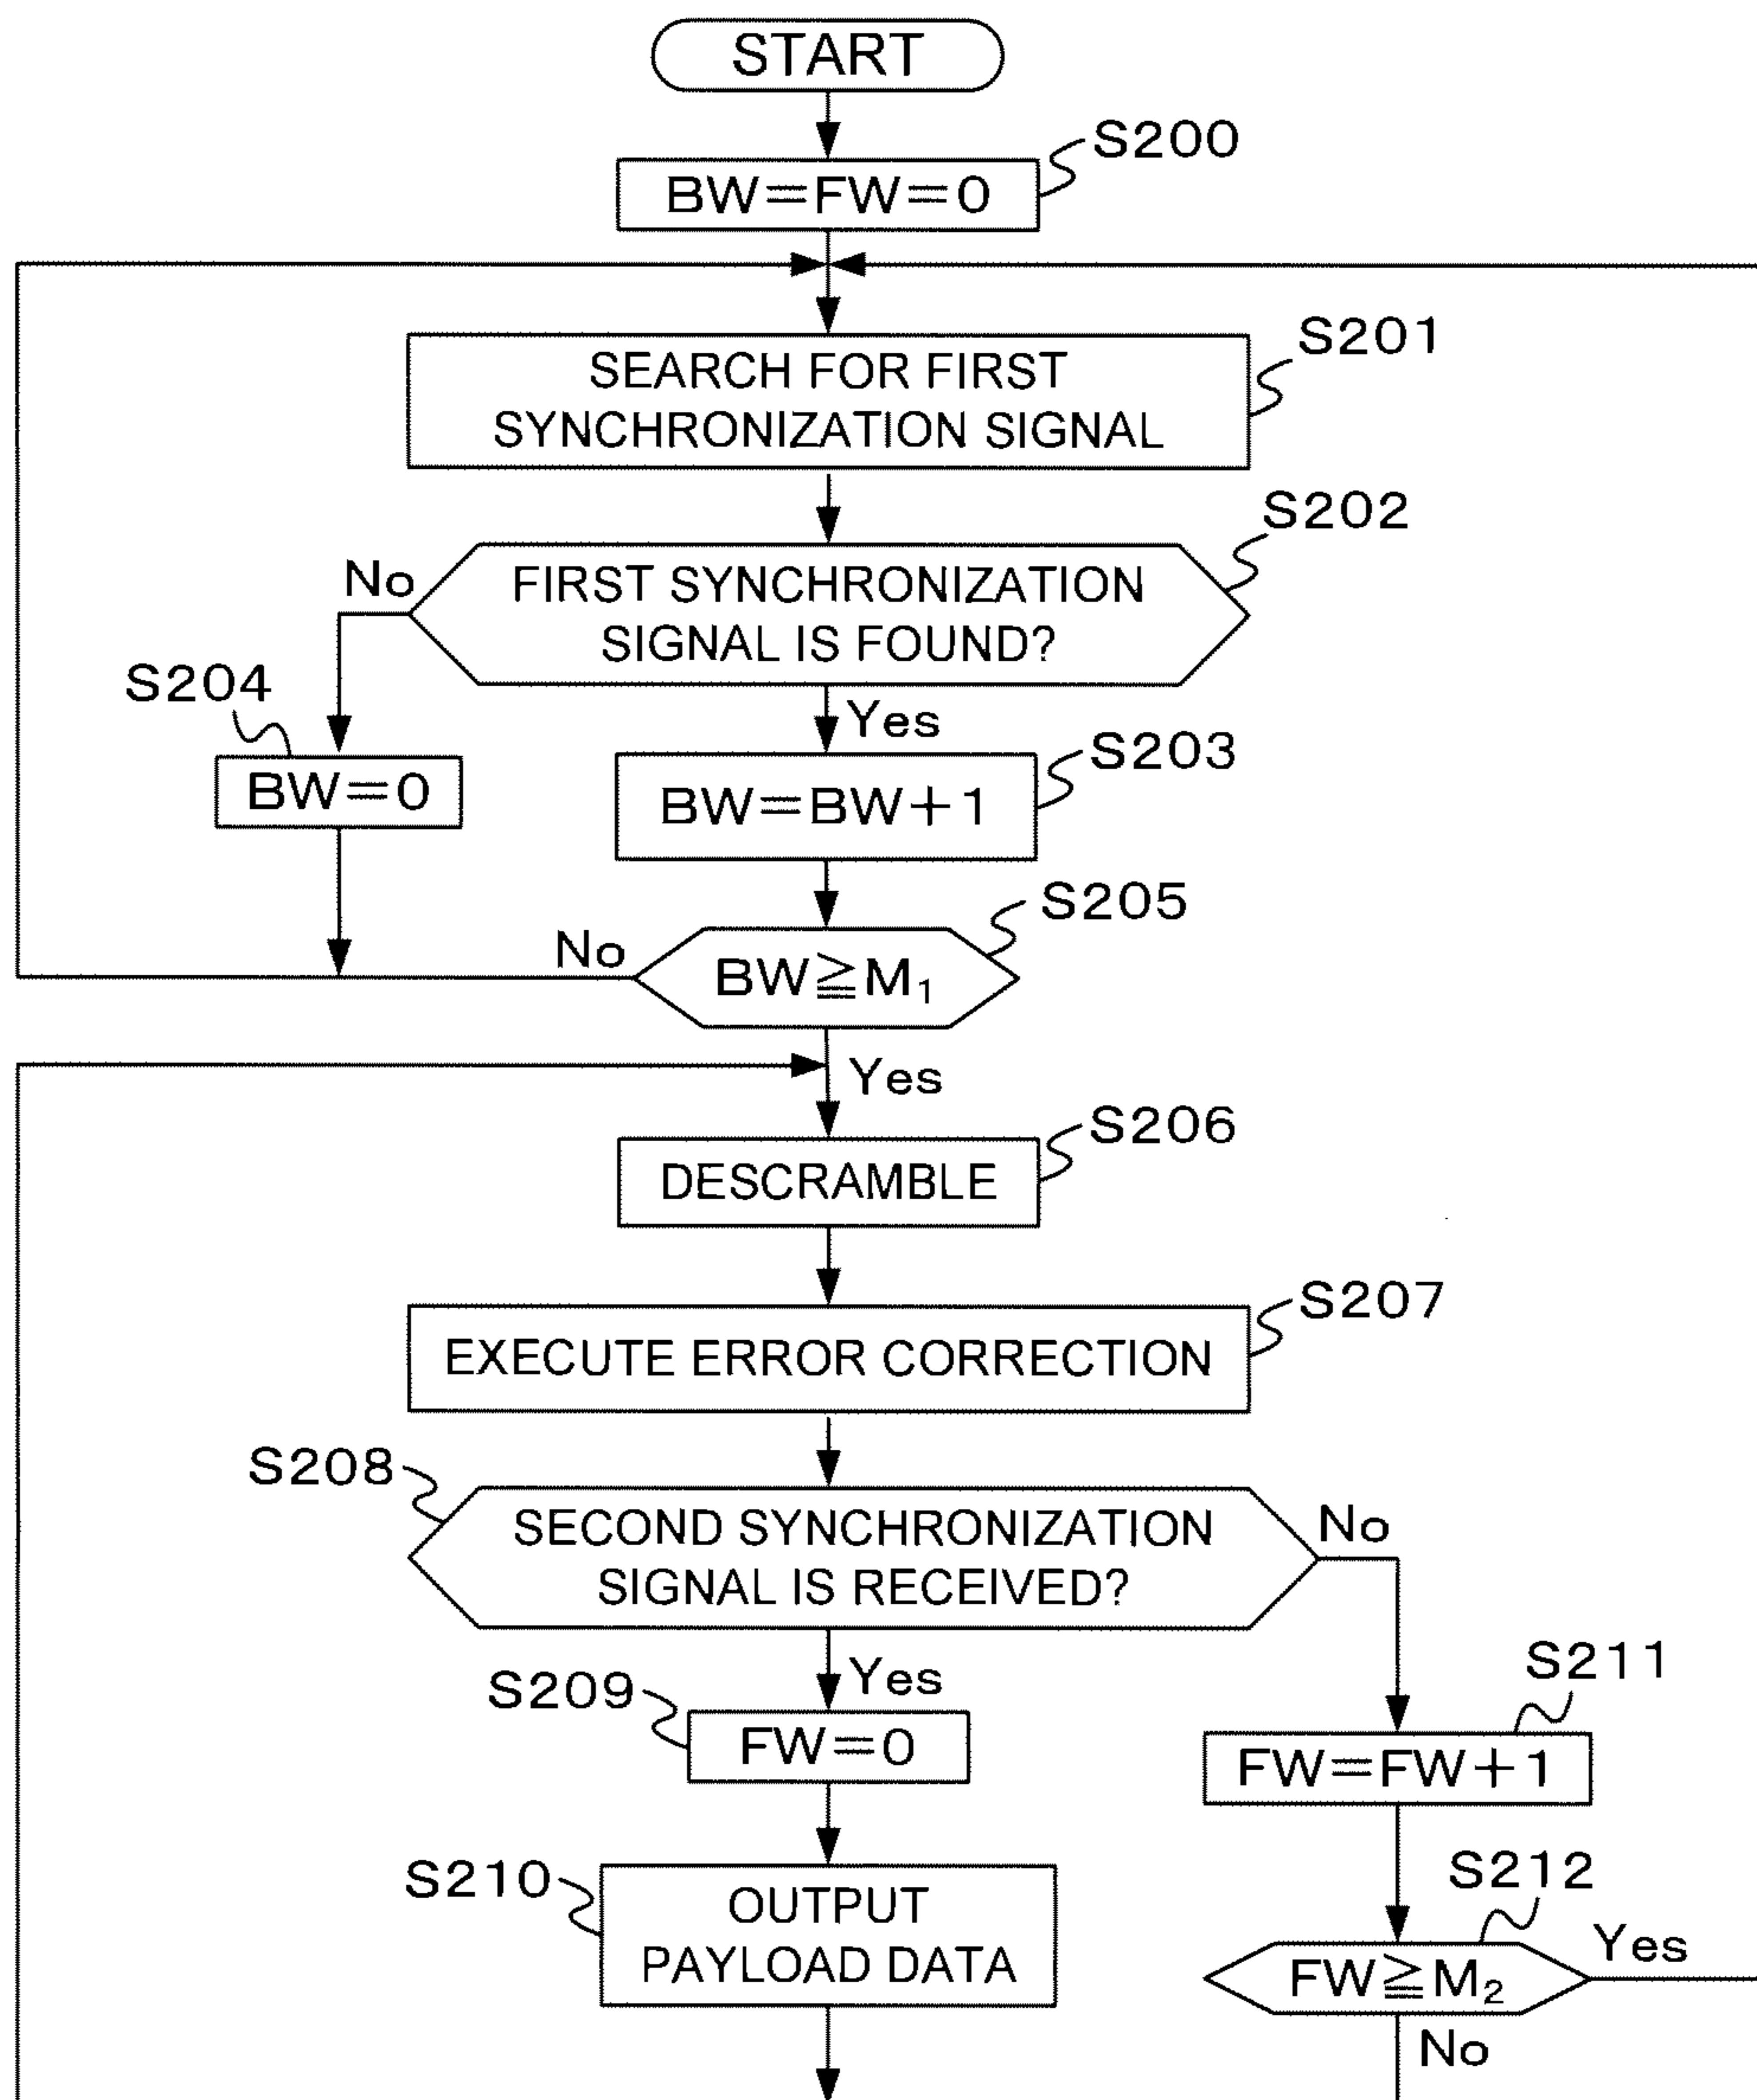 START
S200
BW=FW=0
S201
SEARCH FOR FIRST
SYNCHRONIZATION SIGNAL
S202
No
FIRST SYNCHRONIZATION
SIGNAL IS FOUND?
S204
Yes
S203
BW=0
BW=BW+1
S205
No
BW≧M₁
Yes
S206
DESCRAMBLE
S207
EXECUTE ERROR CORRECTION
S208
SECOND SYNCHRONIZATION
SIGNAL IS RECEIVED?
No
Yes
S209
FW=0
S211
FW=FW+1
S210
OUTPUT
PAYLOAD DATA
S212
FW≧M₂
Yes
No